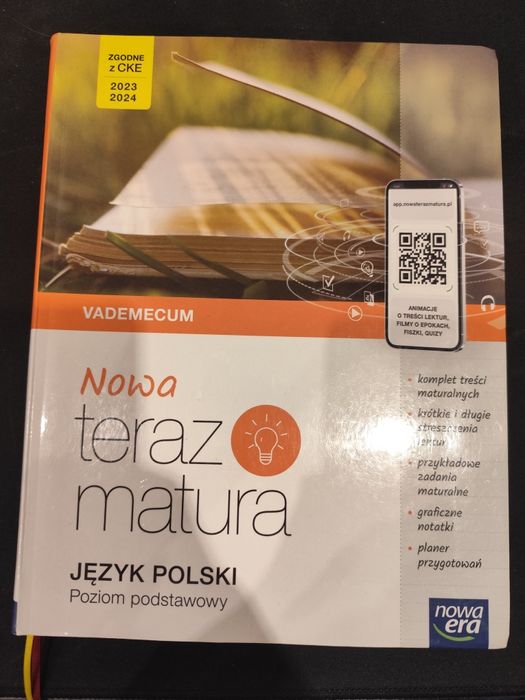 ZGODNE
z CKE
2023
2024
app.nowaterazmatura.pl
ANIMACJE
O TREŚCI LEKTUR,
FILMY O EPOKACH,
FISZKI, QUIZY
VADEMECUM
Nowa
teraz
matura
JĘZYK POLSKI
Poziom podstawowy
• komplet treści
maturalnych
• krótkie i długie
streszczenia
lektur
• przykładowe
zadania
maturalne
• graficzne
notatki
• planer
przygotowań
nowa
era